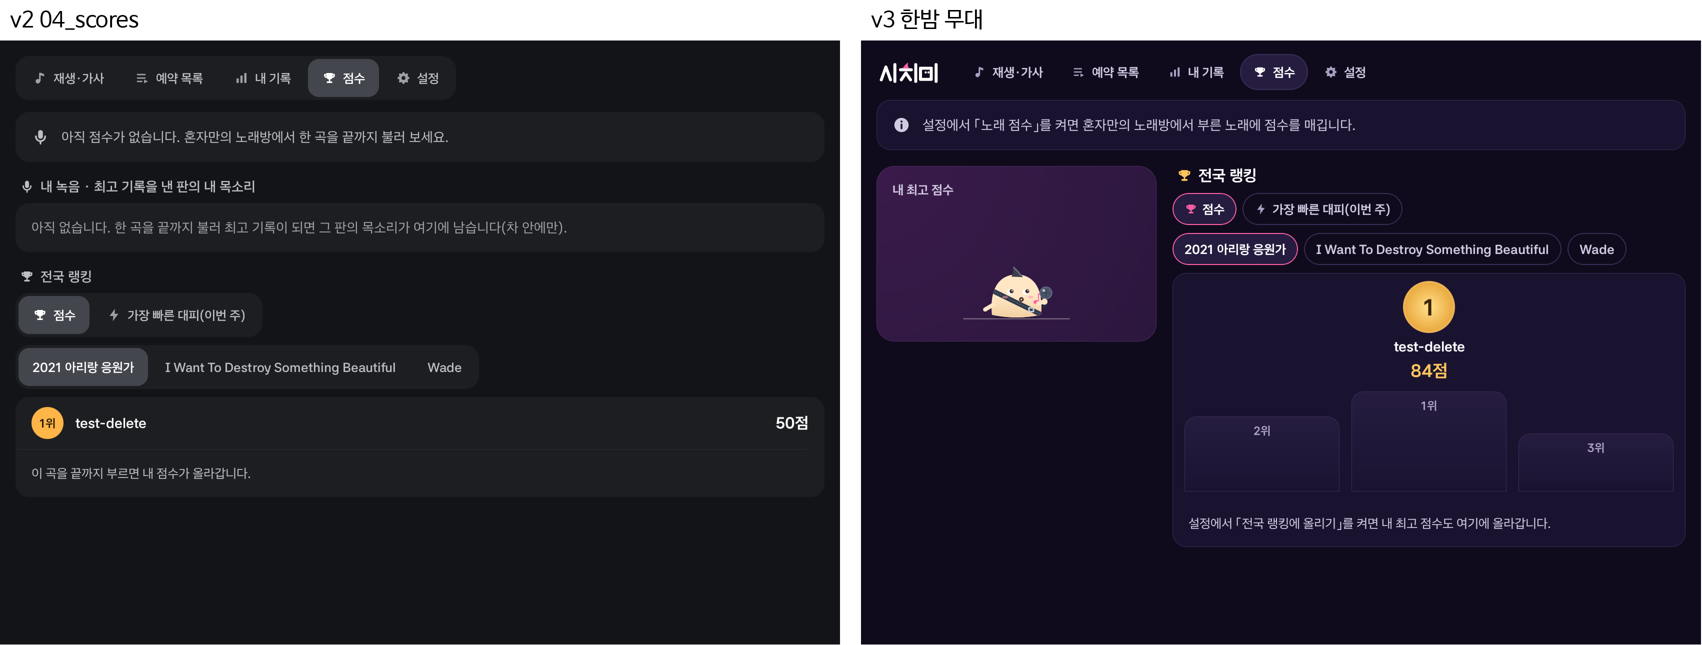 v2 04_scores
재생·가사 예약 목록 내 기록 점수 설정
아직 점수가 없습니다. 혼자만의 노래방에서 한 곡을 끝까지 불러 보세요.
내 녹음 · 최고 기록을 낸 판의 내 목소리
아직 없습니다. 한 곡을 끝까지 불러 최고 기록이 되면 그 판의 목소리가 여기에 남습니다(차 안에만).
전국 랭킹
점수 가장 빠른 대피(이번 주)
2021 아리랑 응원가 I Want To Destroy Something Beautiful Wade
1위 test-delete 50점
이 곡을 끝까지 부르면 내 점수가 올라갑니다.
v3 한밤 무대
시치미 재생·가사 예약 목록 내 기록 점수 설정
설정에서 「노래 점수」를 켜면 혼자만의 노래방에서 부른 노래에 점수를 매깁니다.
내 최고 점수
전국 랭킹
점수 가장 빠른 대피(이번 주)
2021 아리랑 응원가 I Want To Destroy Something Beautiful Wade
1
test-delete
84점
1위
2위
3위
설정에서 「전국 랭킹에 올리기」를 켜면 내 최고 점수도 여기에 올라갑니다.